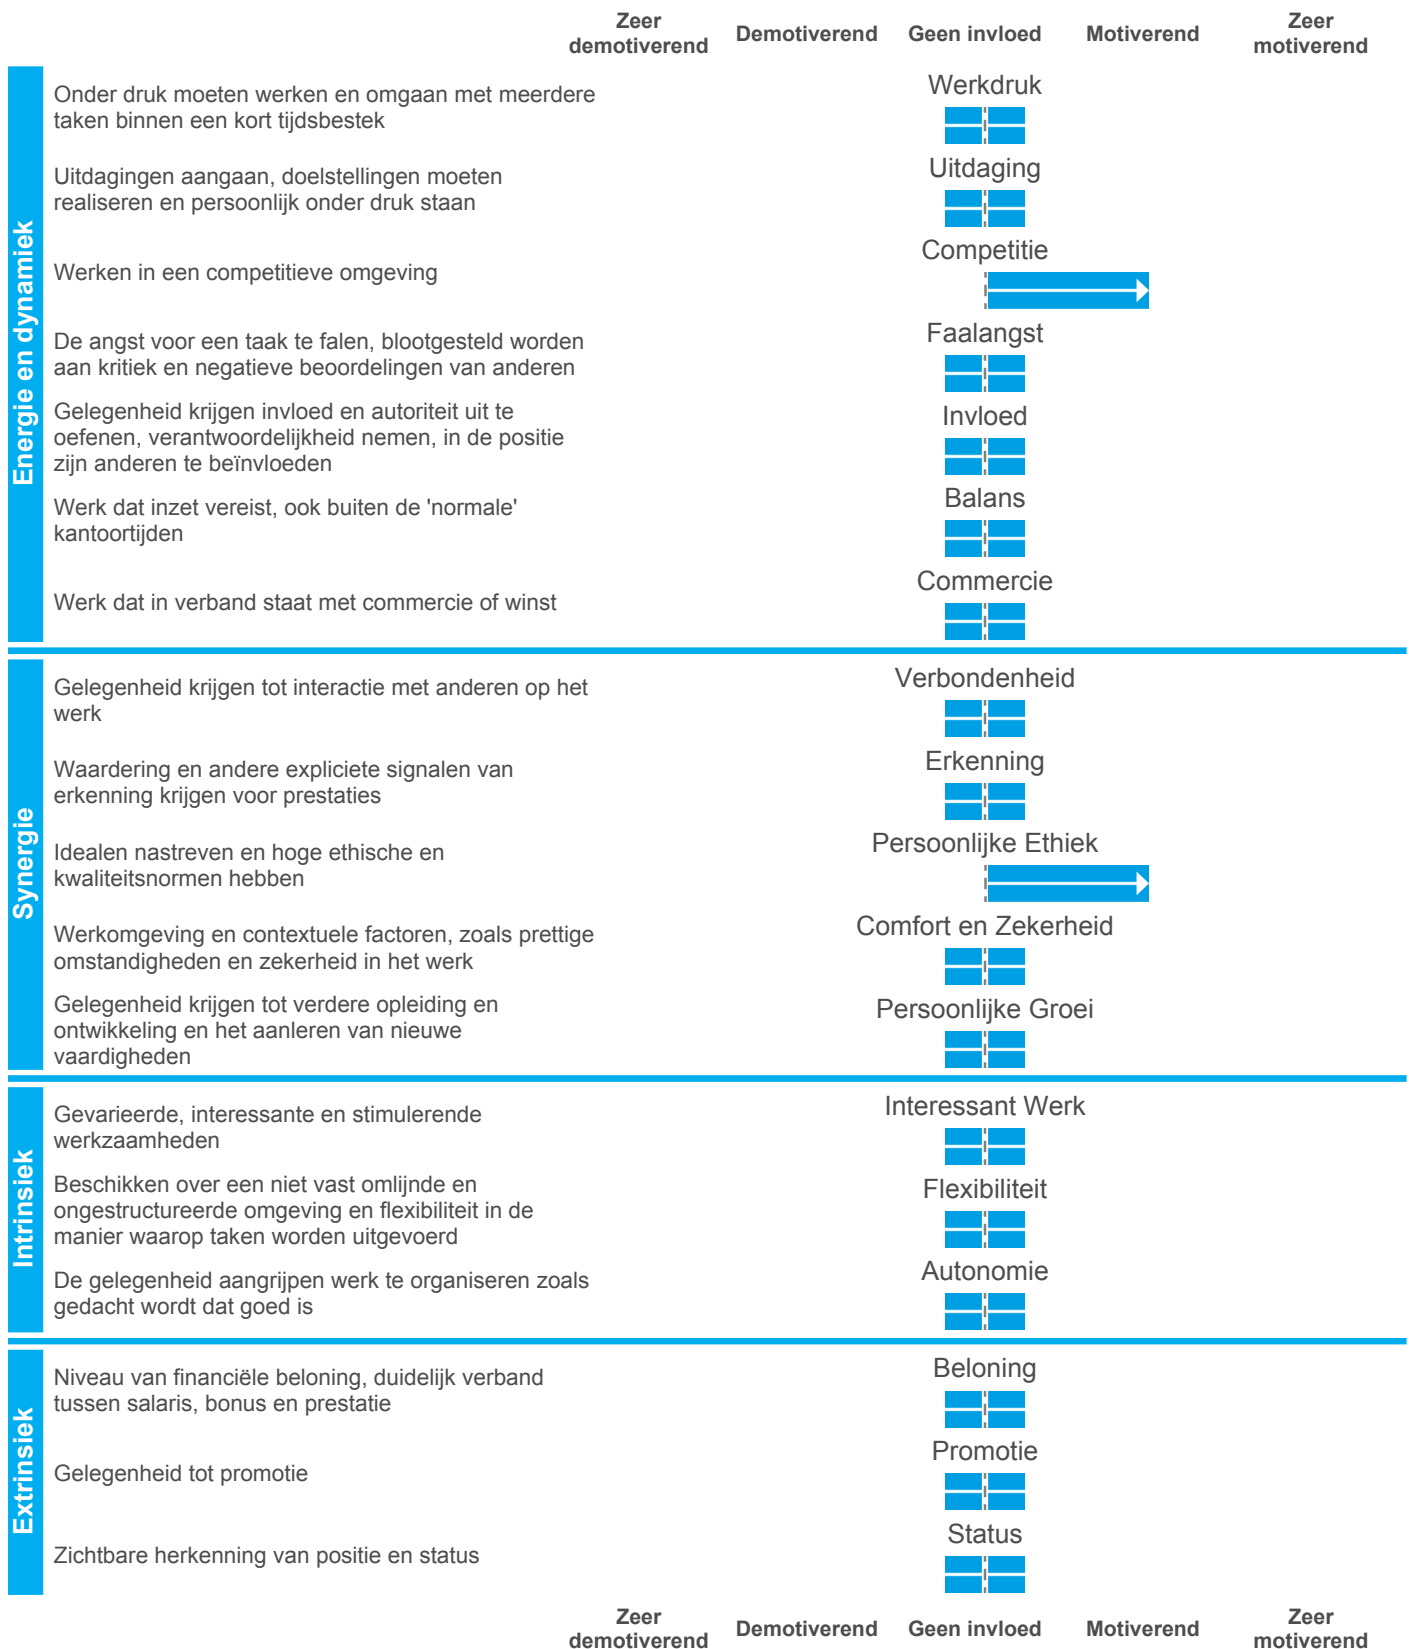 Zeer
demotiverend
Demotiverend
Geen invloed
Motiverend
Zeer
motiverend
Energie en dynamiek
Onder druk moeten werken en omgaan met meerdere
taken binnen een kort tijdsbestek
Werkdruk
Uitdagingen aangaan, doelstellingen moeten
realiseren en persoonlijk onder druk staan
Uitdaging
Werken in een competitieve omgeving
Competitie
De angst voor een taak te falen, blootgesteld worden
aan kritiek en negatieve beoordelingen van anderen
Faalangst
Gelegenheid krijgen invloed en autoriteit uit te
oefenen, verantwoordelijkheid nemen, in de positie
zijn anderen te beïnvloeden
Invloed
Werk dat inzet vereist, ook buiten de 'normale'
kantoortijden
Balans
Werk dat in verband staat met commercie of winst
Commercie
Synergie
Gelegenheid krijgen tot interactie met anderen op het
werk
Verbondenheid
Waardering en andere expliciete signalen van
erkenning krijgen voor prestaties
Erkenning
Idealen nastreven en hoge ethische en
kwaliteitsnormen hebben
Persoonlijke Ethiek
Werkomgeving en contextuele factoren, zoals prettige
omstandigheden en zekerheid in het werk
Comfort en Zekerheid
Gelegenheid krijgen tot verdere opleiding en
ontwikkeling en het aanleren van nieuwe
vaardigheden
Persoonlijke Groei
Intrinsiek
Gevarieerde, interessante en stimulerende
werkzaamheden
Interessant Werk
Beschikken over een niet vast omlijnde en
ongestructureerde omgeving en flexibiliteit in de
manier waarop taken worden uitgevoerd
Flexibiliteit
De gelegenheid aangrijpen werk te organiseren zoals
gedacht wordt dat goed is
Autonomie
Extrinsiek
Niveau van financiële beloning, duidelijk verband
tussen salaris, bonus en prestatie
Beloning
Gelegenheid tot promotie
Promotie
Zichtbare herkenning van positie en status
Status
Zeer
demotiverend
Demotiverend
Geen invloed
Motiverend
Zeer
motiverend